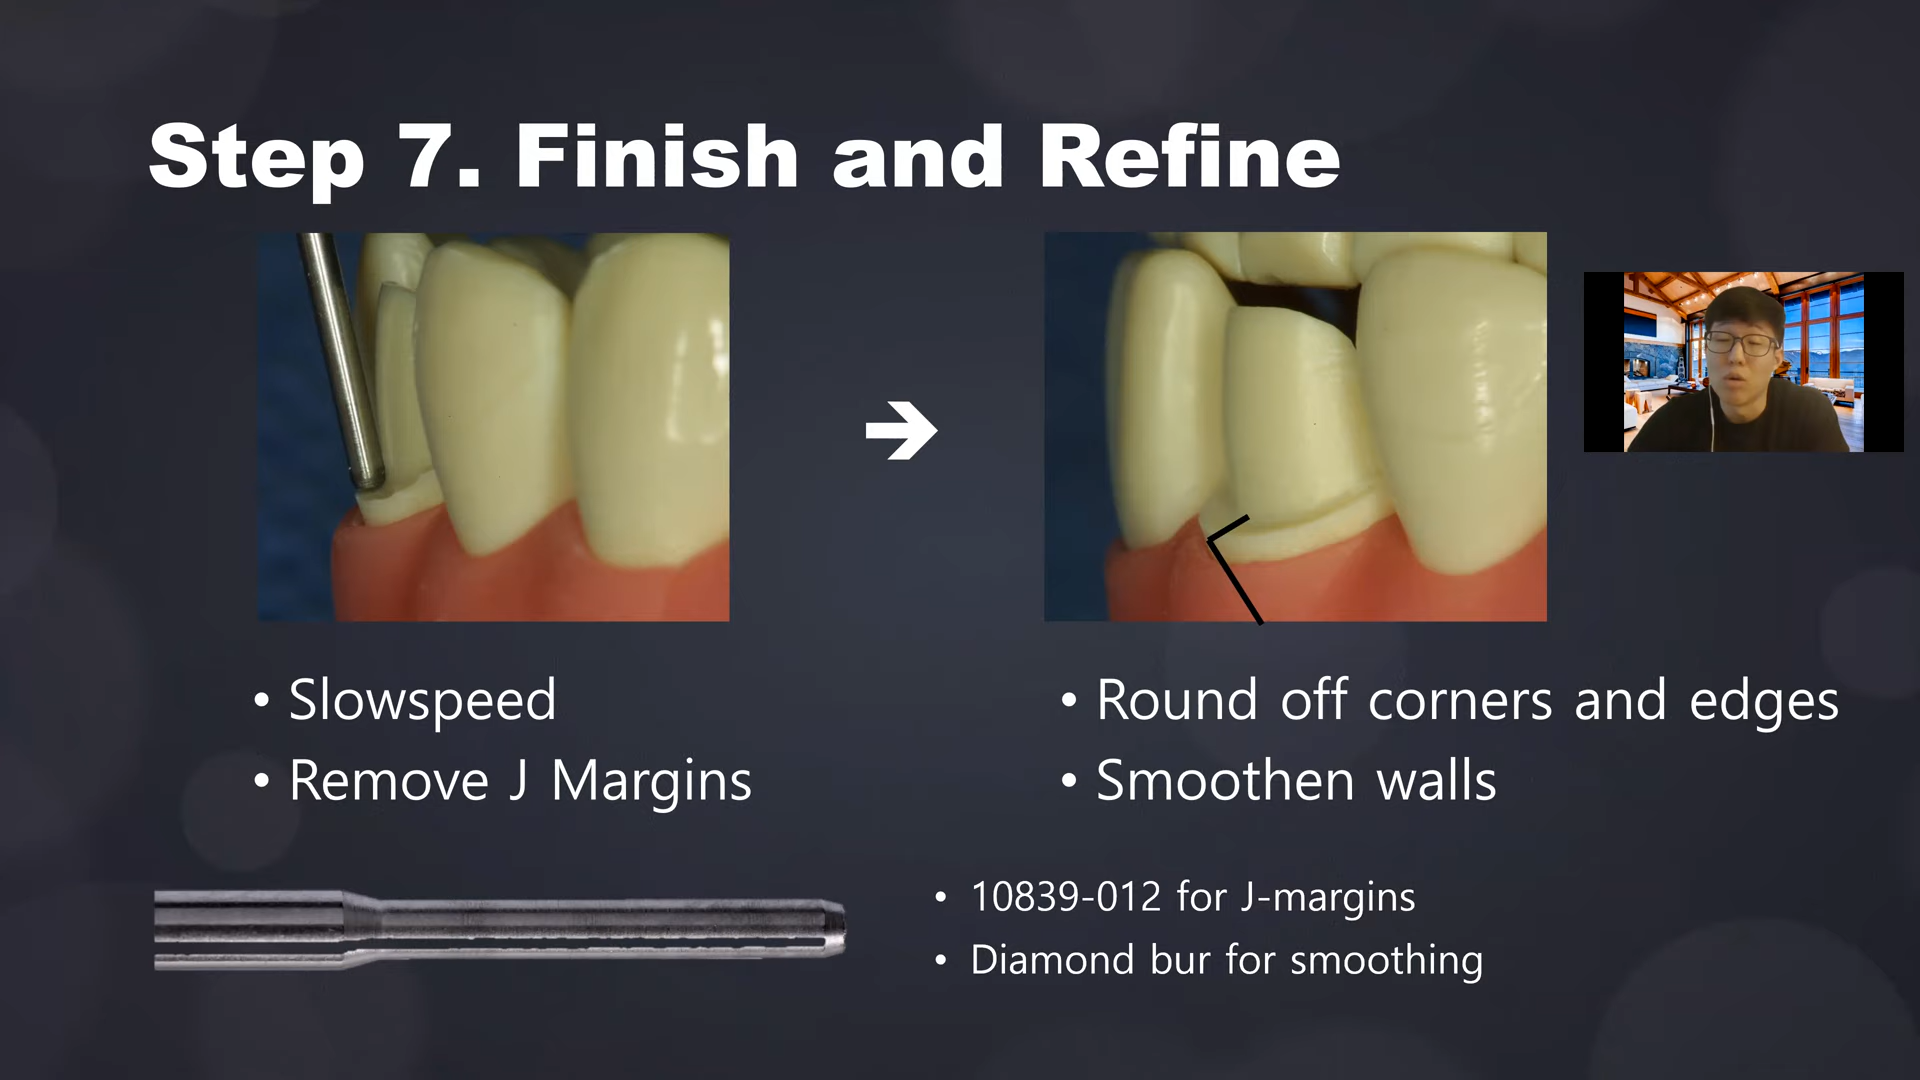 Step 7. Finish and Refine
• Slowspeed
• Remove J Margins
• Round off corners and edges
• Smoothen walls
• 10839-012 for J-margins
• Diamond bur for smoothing